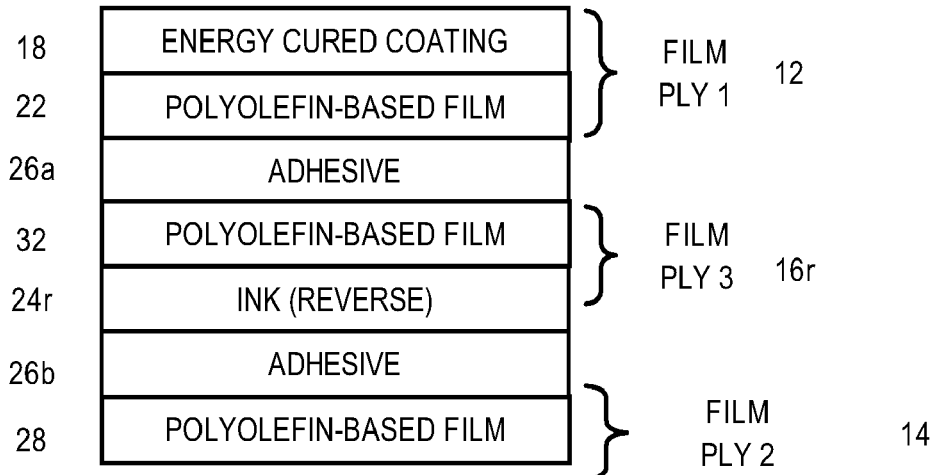 18 ENERGY CURED COATING
22 POLYOLEFIN-BASED FILM
FILM
PLY 1 12
26a ADHESIVE
32 POLYOLEFIN-BASED FILM
24r INK (REVERSE)
FILM
PLY 3 16r
26b ADHESIVE
28 POLYOLEFIN-BASED FILM
FILM
PLY 2 14